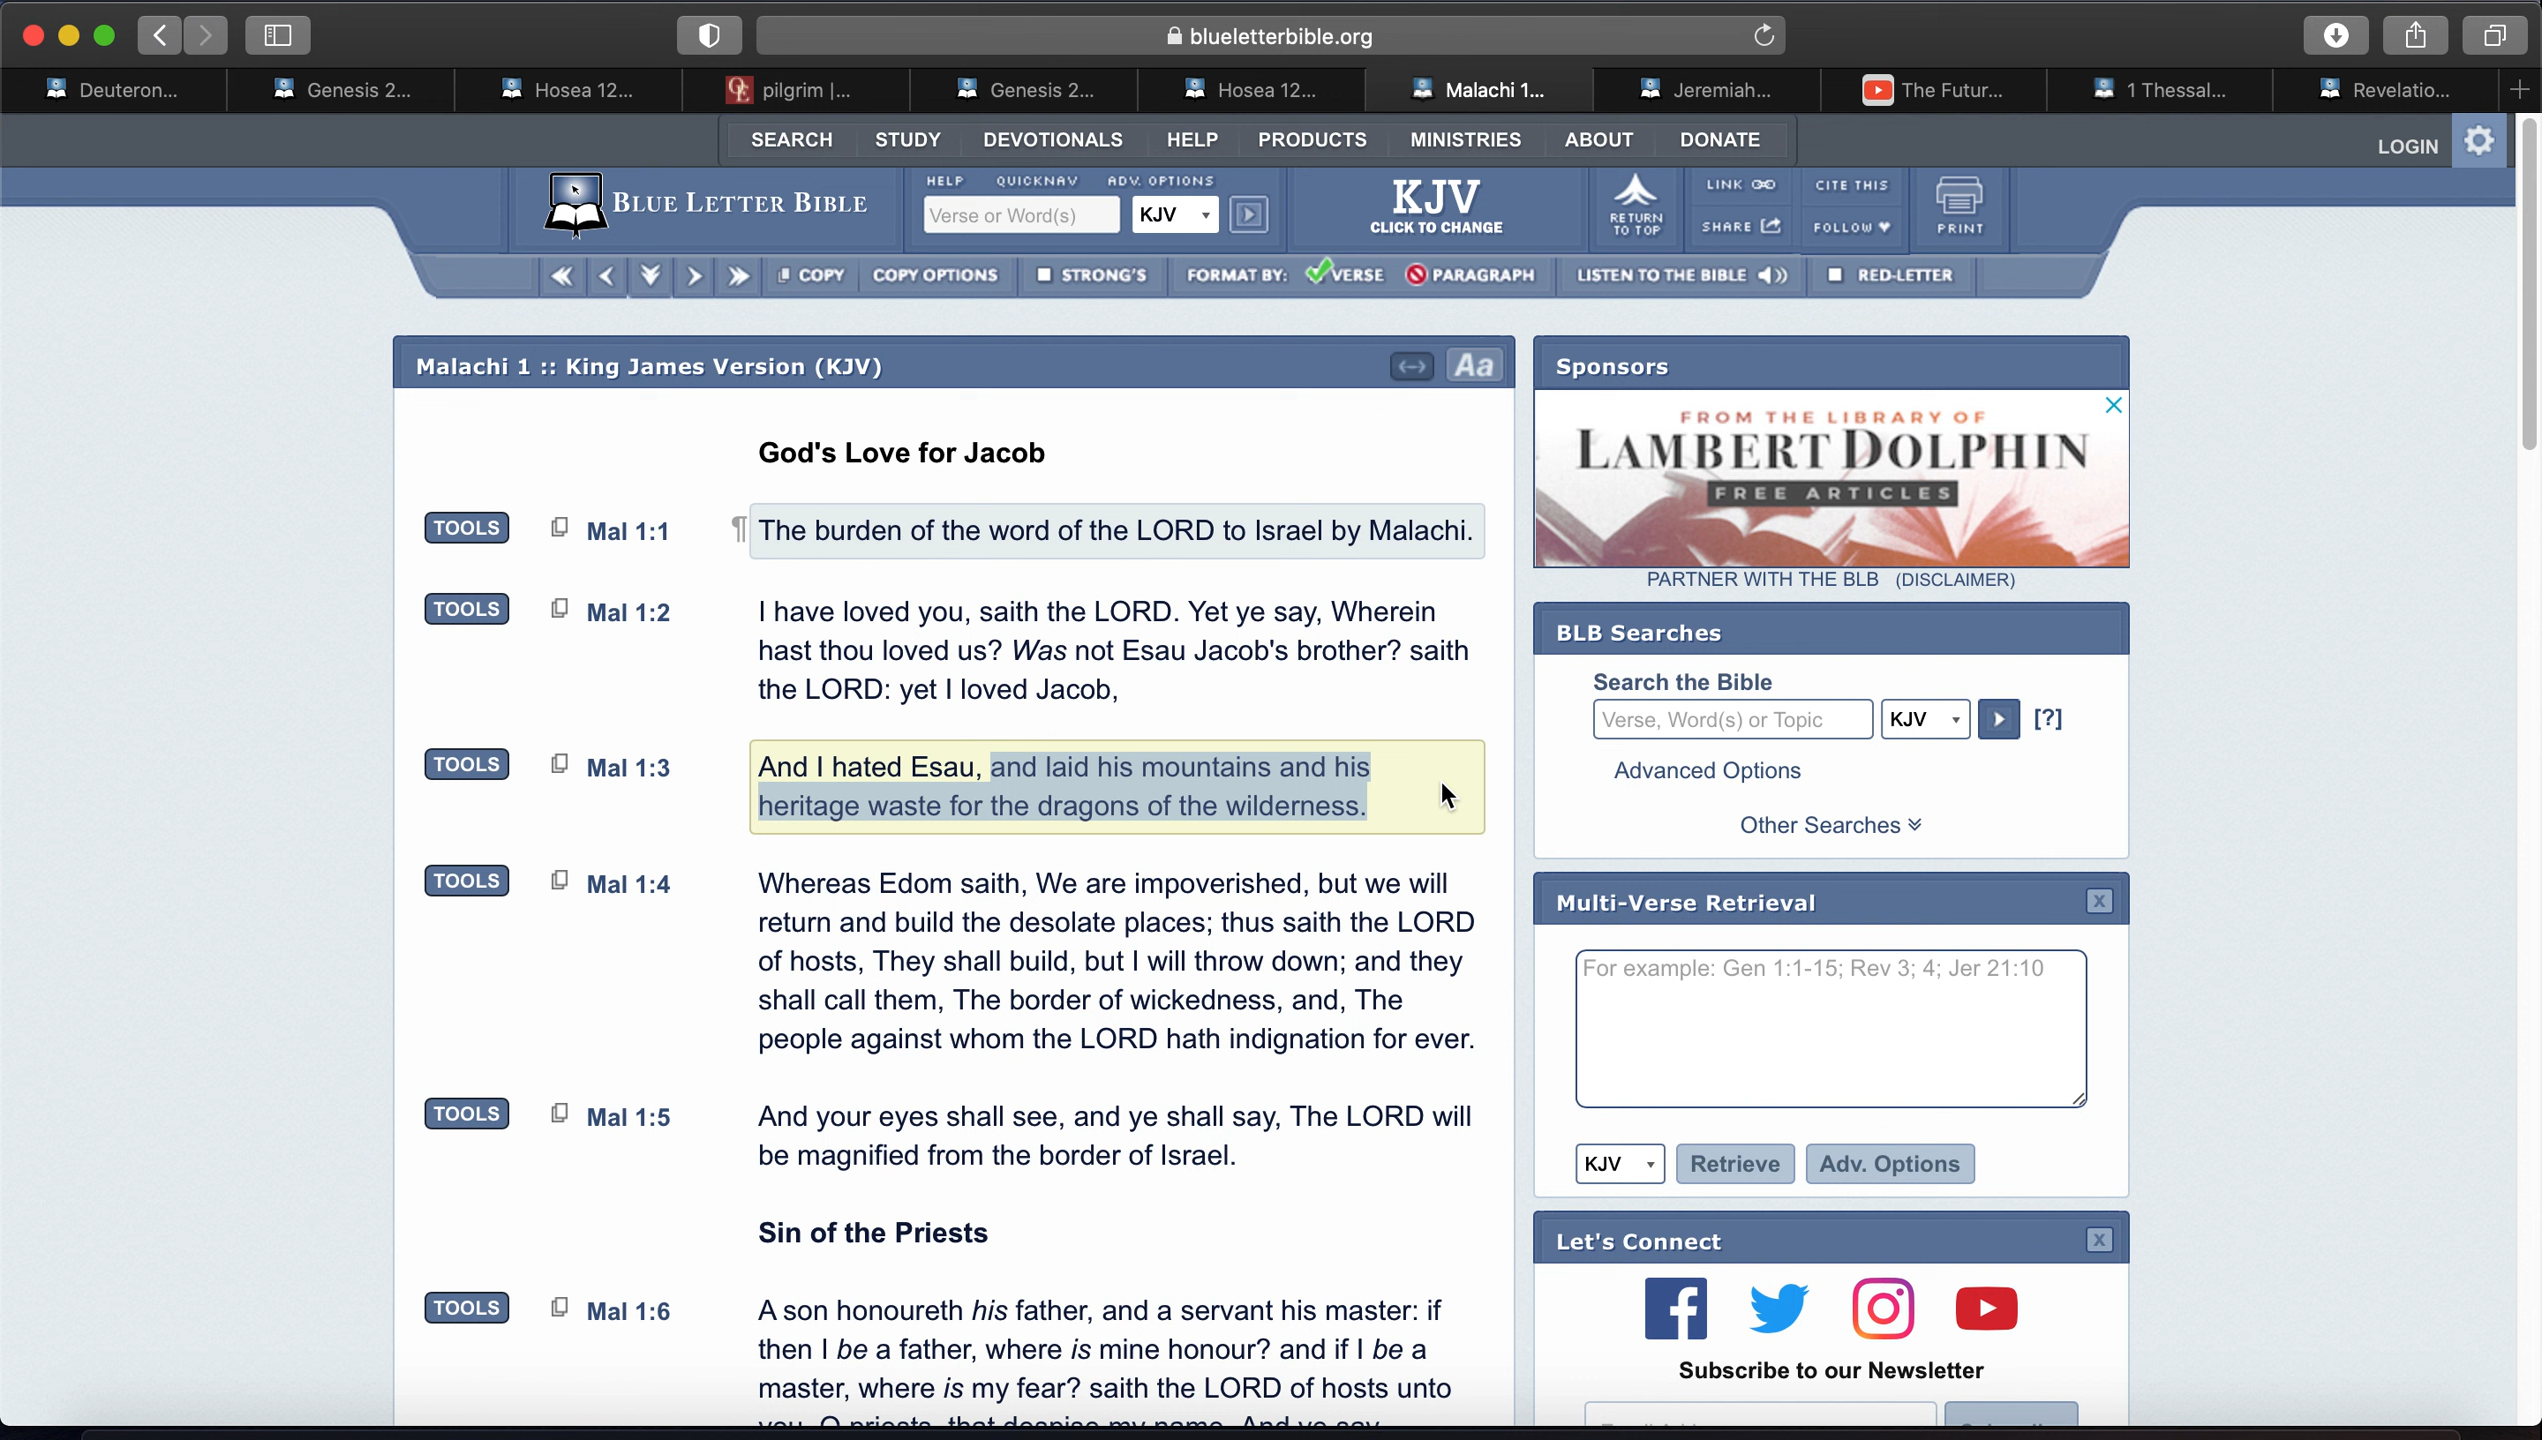 blueletterbible.org
Deuteron...
Genesis 2...
Hosea 12...
pilgrim |...
Genesis 2...
Hosea 12...
Malachi 1...
Jeremiah...
The Futur...
1 Thessal...
Revelatio...
SEARCH STUDY DEVOTIONALS HELP PRODUCTS MINISTRIES ABOUT DONATE
LOGIN
BLUE LETTER BIBLE
HELP QUICKNAV ADV. OPTIONS
Verse or Word(s)
KJV
KJV
CLICK TO CHANGE
RETURN
TO TOP
LINK
CITE THIS
SHARE
FOLLOW
PRINT
COPY COPY OPTIONS STRONG'S FORMAT BY: VERSE PARAGRAPH LISTEN TO THE BIBLE RED-LETTER
Malachi 1 :: King James Version (KJV)
Aa
God's Love for Jacob
TOOLS Mal 1:1 ¶ The burden of the word of the LORD to Israel by Malachi.
TOOLS Mal 1:2 I have loved you, saith the LORD. Yet ye say, Wherein
hast thou loved us? Was not Esau Jacob's brother? saith
the LORD: yet I loved Jacob,
TOOLS Mal 1:3 And I hated Esau, and laid his mountains and his
heritage waste for the dragons of the wilderness.
TOOLS Mal 1:4 Whereas Edom saith, We are impoverished, but we will
return and build the desolate places; thus saith the LORD
of hosts, They shall build, but I will throw down; and they
shall call them, The border of wickedness, and, The
people against whom the LORD hath indignation for ever.
TOOLS Mal 1:5 And your eyes shall see, and ye shall say, The LORD will
be magnified from the border of Israel.
Sin of the Priests
TOOLS Mal 1:6 A son honoureth his father, and a servant his master: if
then I be a father, where is mine honour? and if I be a
master, where is my fear? saith the LORD of hosts unto
you, O priests, that despise my name. And ye say,
Sponsors
FROM THE LIBRARY OF
LAMBERT DOLPHIN
FREE ARTICLES
PARTNER WITH THE BLB (DISCLAIMER)
BLB Searches
Search the Bible
Verse, Word(s) or Topic
KJV
[?]
Advanced Options
Other Searches
Multi-Verse Retrieval
X
For example: Gen 1:1-15; Rev 3; 4; Jer 21:10
KJV
Retrieve
Adv. Options
Let's Connect
X
Subscribe to our Newsletter